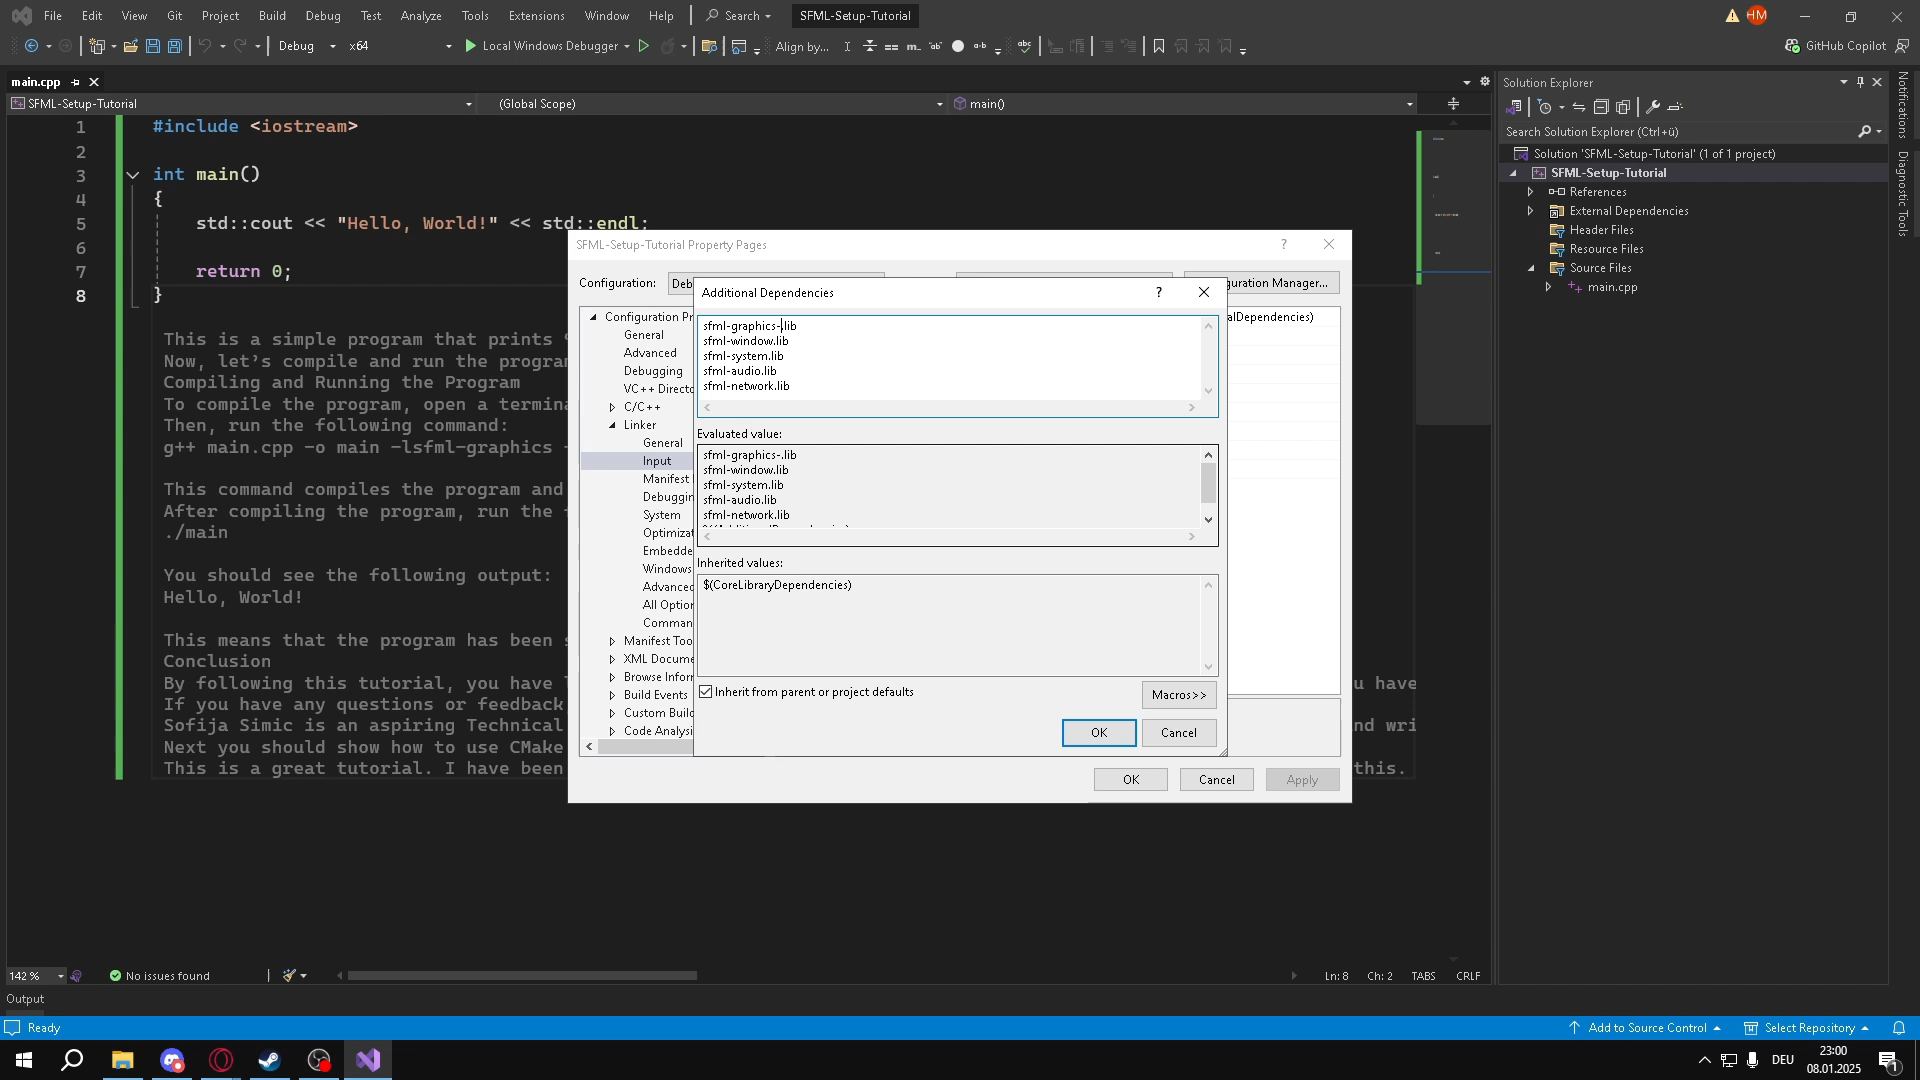 File Edit View Git Project Build Debug Test Analyze Tools Extensions Window Help Search SFML-Setup-Tutorial HM
Debug x64 Local Windows Debugger Align by... GitHub Copilot
main.cpp
SFML-Setup-Tutorial (Global Scope) main()
1 #include <iostream>
2
3 int main()
4 {
5 std::cout << "Hello, World!" << std::endl;
6
7 return 0;
8 }
This is a simple program that prints
Now, let's compile and run the program
Compiling and Running the Program
To compile the program, open a termina
Then, run the following command:
g++ main.cpp -o main -lsfml-graphics
This command compiles the program and
After compiling the program, run the
./main
You should see the following output:
Hello, World!
This means that the program has been s
Conclusion
By following this tutorial, you have u have
If you have any questions or feedback
Sofija Simic is an aspiring Technical nd wri
Next you should show how to use CMake
This is a great tutorial. I have been this.
SFML-Setup-Tutorial Property Pages ?
Configuration: Deb uration Manager...
Configuration Pr
General
Advanced
Debugging
VC++ Directo
C/C++
Linker
General
Input
Manifest
Debuggin
System
Optimizat
Embedde
Windows
Advanced
All Option
Comman
Manifest Too
XML Docume
Browse Inforr
Build Events
Custom Build
Code Analysi
alDependencies)
OK Cancel Apply
Additional Dependencies ?
sfml-graphics-.lib
sfml-window.lib
sfml-system.lib
sfml-audio.lib
sfml-network.lib
Evaluated value:
sfml-graphics-.lib
sfml-window.lib
sfml-system.lib
sfml-audio.lib
sfml-network.lib
Inherited values:
$(CoreLibraryDependencies)
Inherit from parent or project defaults
Macros>>
OK Cancel
Solution Explorer
Search Solution Explorer (Ctrl+ü)
Solution 'SFML-Setup-Tutorial' (1 of 1 project)
SFML-Setup-Tutorial
References
External Dependencies
Header Files
Resource Files
Source Files
main.cpp
Notifications
Diagnostic Tools
142 % No issues found Ln: 8 Ch: 2 TABS CRLF
Output
Ready Add to Source Control Select Repository
DEU 23:00
08.01.2025 1